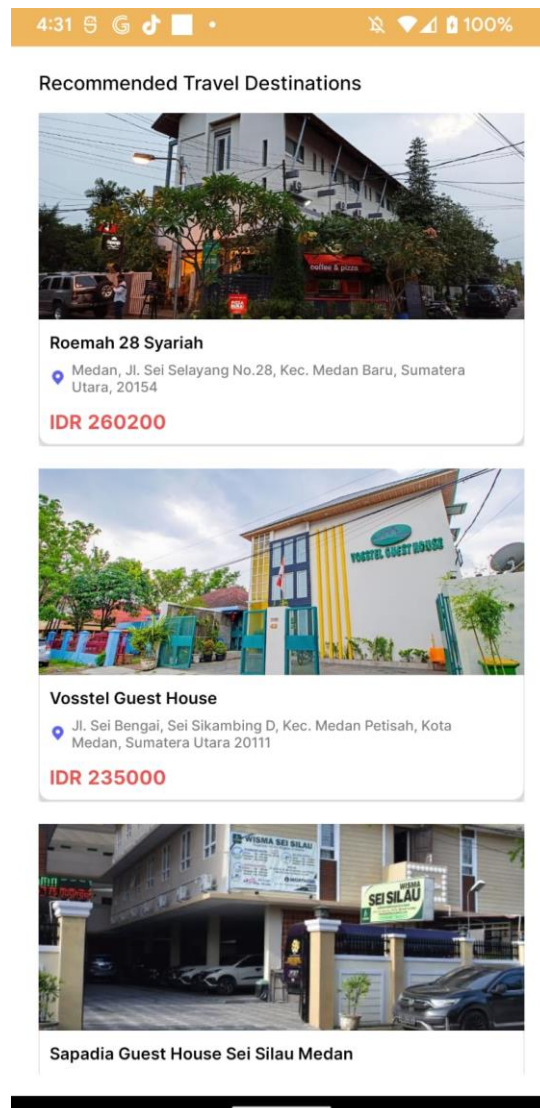 4:31
100%
Recommended Travel Destinations
coffee & pizza
Roemah 28 Syariah
Medan, Jl. Sei Selayang No.28, Kec. Medan Baru, Sumatera
Utara, 20154
IDR 260200
VOSSTEL GUEST HOUSE
Vosstel Guest House
Jl. Sei Bengai, Sei Sikambing D, Kec. Medan Petisah, Kota
Medan, Sumatera Utara 20111
IDR 235000
WISMA SEI SILAU
WISMA
SEI SILAU
Sapadia Guest House Sei Silau Medan